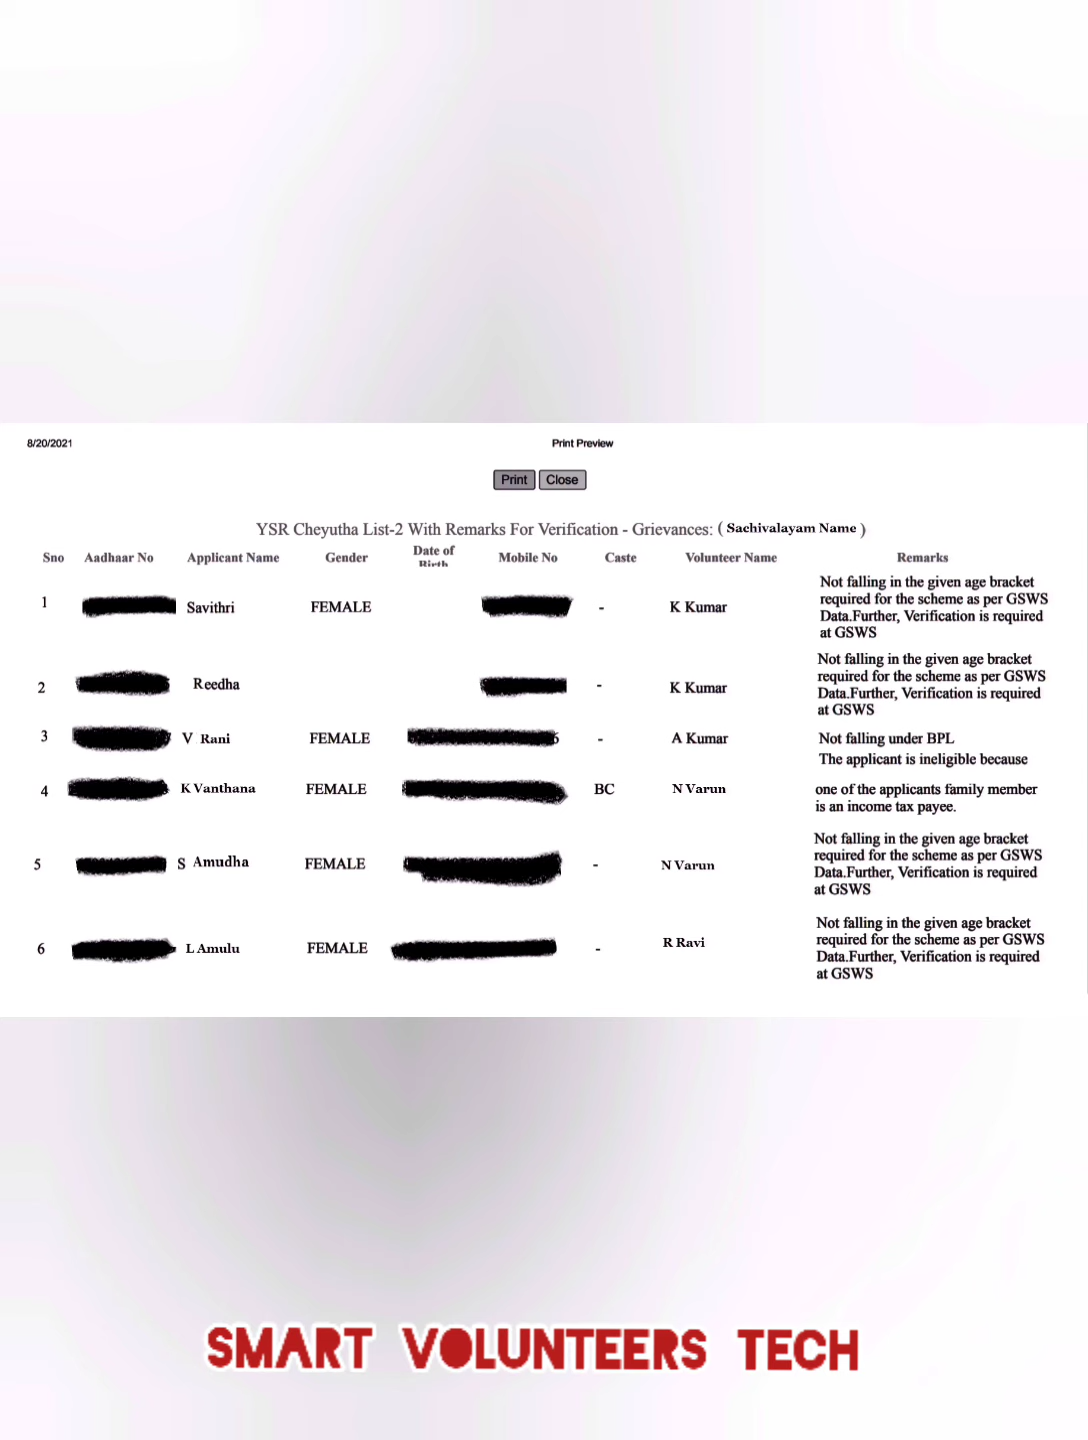 8/20/2021 Print Preview
Print Close
YSR Cheyutha List-2 With Remarks For Verification - Grievances: ( Sachivalayam Name )
Sno Aadhaar No Applicant Name Gender Date of Birth Mobile No Caste Volunteer Name Remarks
1 Savithri FEMALE - K Kumar Not falling in the given age bracket
required for the scheme as per GSWS
Data.Further, Verification is required
at GSWS
2 Reedha - K Kumar Not falling in the given age bracket
required for the scheme as per GSWS
Data.Further, Verification is required
at GSWS
3 V Rani FEMALE - A Kumar Not falling under BPL
4 K Vanthana FEMALE BC N Varun The applicant is ineligible because
one of the applicants family member
is an income tax payee.
5 S Amudha FEMALE - N Varun Not falling in the given age bracket
required for the scheme as per GSWS
Data.Further, Verification is required
at GSWS
6 L Amulu FEMALE - R Ravi Not falling in the given age bracket
required for the scheme as per GSWS
Data.Further, Verification is required
at GSWS
SMART VOLUNTEERS TECH